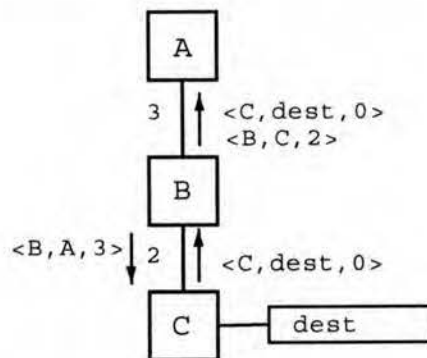 A
3
<C,dest,0>
<B,C,2>
B
<B,A,3>
2
<C,dest,0>
C
dest